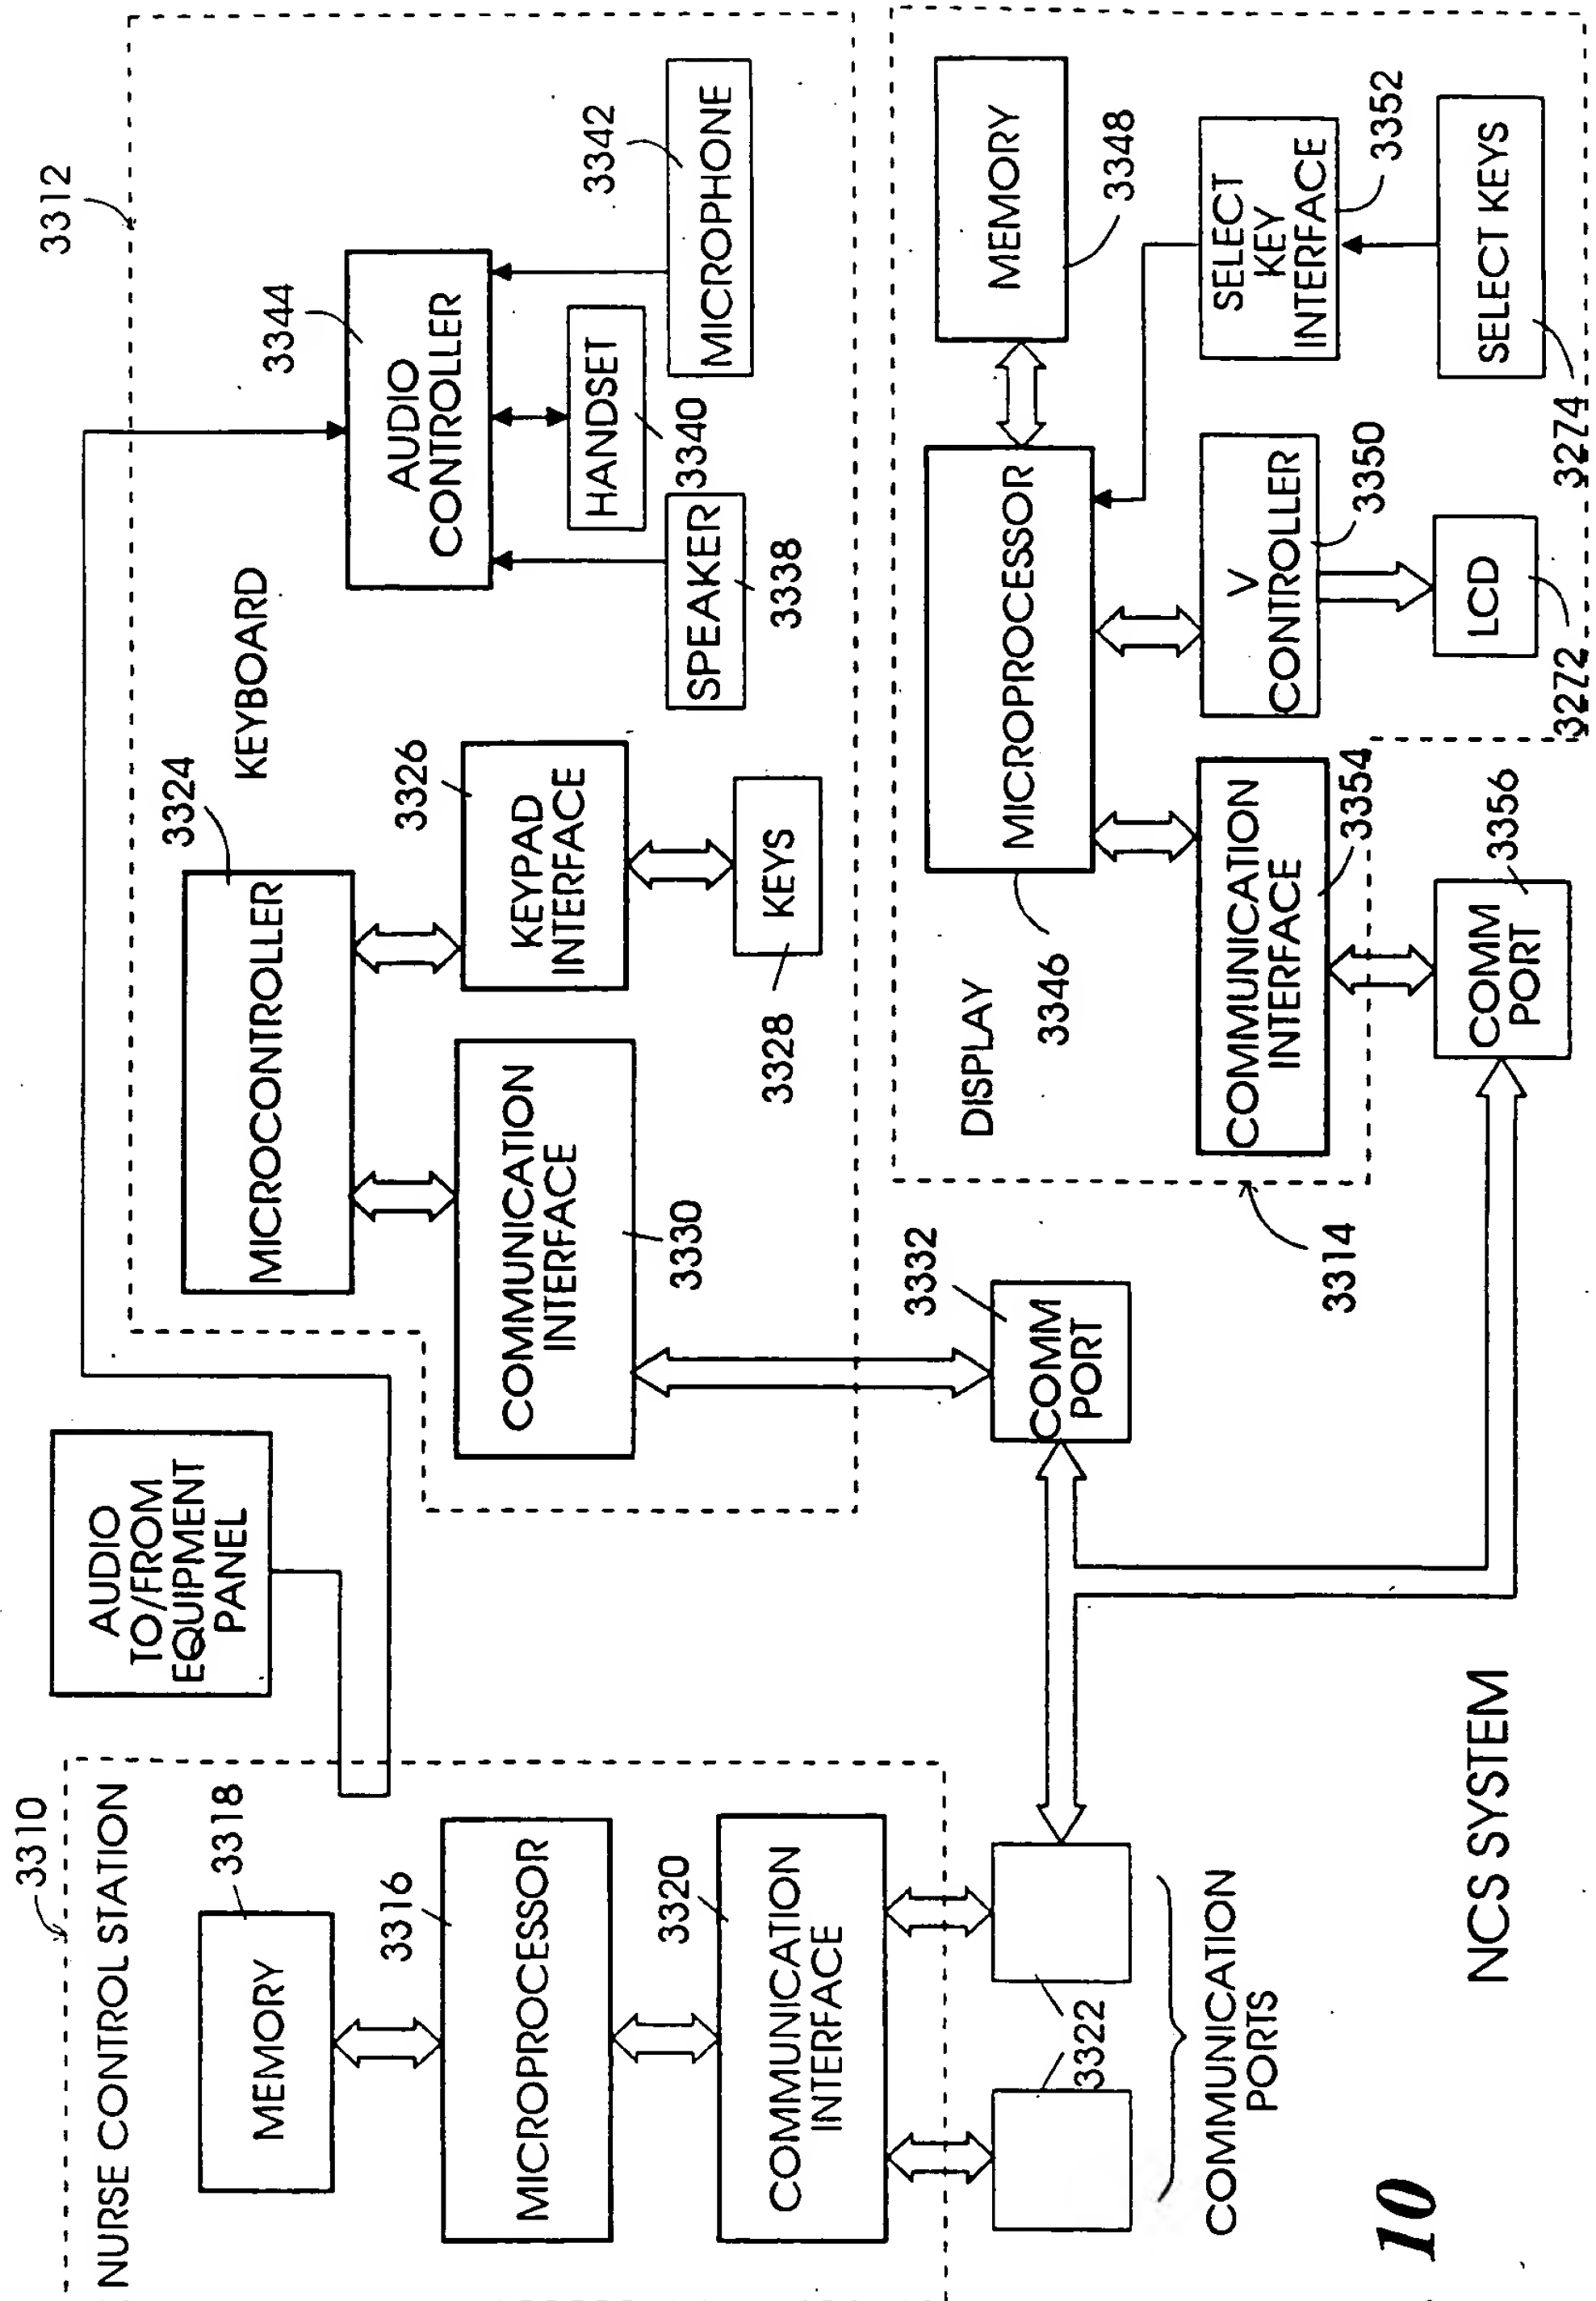 3310
NURSE CONTROL STATION
MEMORY
3318
3316
MICROPROCESSOR
3320
COMMUNICATION
INTERFACE
3322
COMMUNICATION
PORTS
AUDIO
TO/FROM
EQUIPMENT
PANEL
3312
KEYBOARD
3324
MICROCONTROLLER
3326
KEYPAD
INTERFACE
KEYS
3328
COMMUNICATION
INTERFACE
3330
3344
AUDIO
CONTROLLER
HANDSET
3340
SPEAKER
3338
3342
MICROPHONE
3332
COMM
PORT
DISPLAY
3346
MICROPROCESSOR
MEMORY
3348
SELECT
KEY
INTERFACE
3352
SELECT KEYS
3274
V
CONTROLLER
3350
LCD
3272
COMMUNICATION
INTERFACE
3354
3314
COMM
PORT
3356
NCS SYSTEM
10